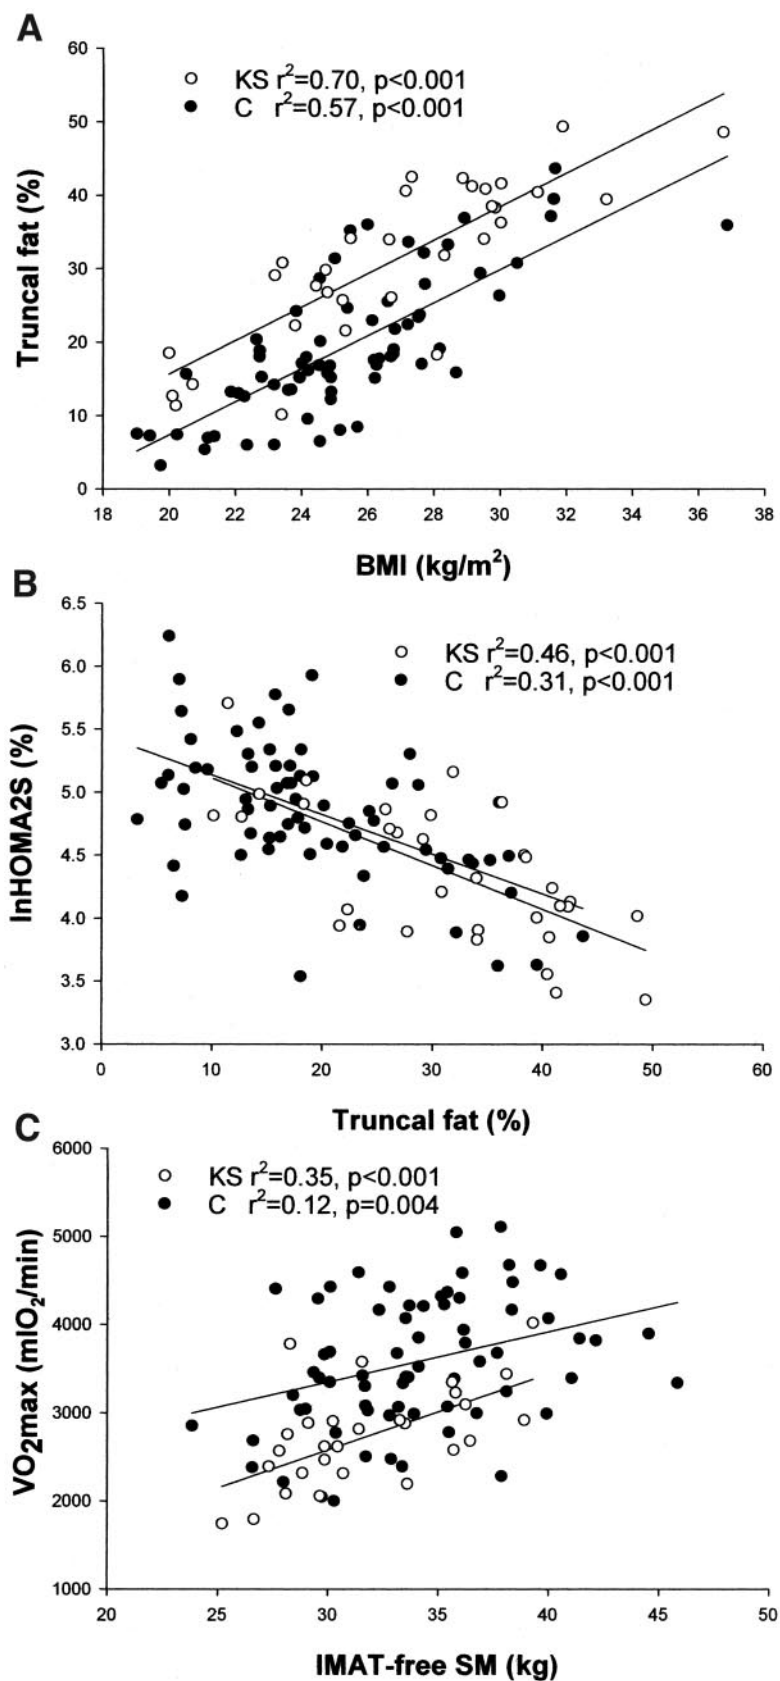 A
60
50
40
30
20
10
0
Truncal fat (%)
KS r²=0.70, p<0.001
C r²=0.57, p<0.001
18 20 22 24 26 28 30 32 34 36 38
BMI (kg/m²)
B
6.5
6.0
5.5
5.0
4.5
4.0
3.5
3.0
lnHOMA2S (%)
KS r²=0.46, p<0.001
C r²=0.31, p<0.001
0 10 20 30 40 50 60
Truncal fat (%)
C
6000
5000
4000
3000
2000
1000
VO₂max (mlO₂/min)
KS r²=0.35, p<0.001
C r²=0.12, p=0.004
20 25 30 35 40 45 50
IMAT-free SM (kg)